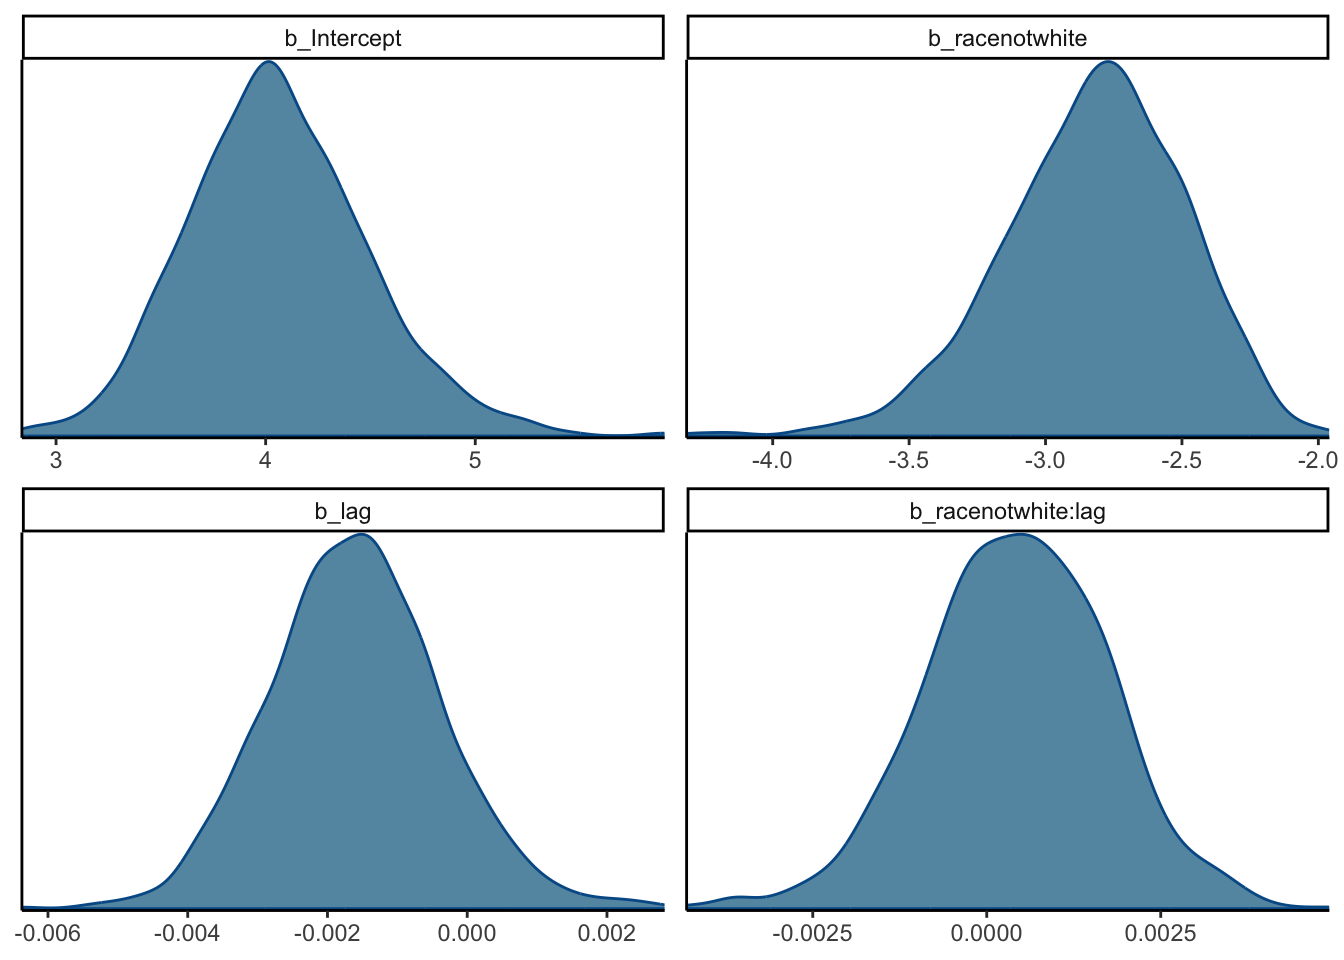 b_Intercept
b_racenotwhite
3 4 5
-4.0 -3.5 -3.0 -2.5 -2.0
b_lag
b_racenotwhite:lag
-0.006 -0.004 -0.002 0.000 0.002
-0.0025 0.0000 0.0025